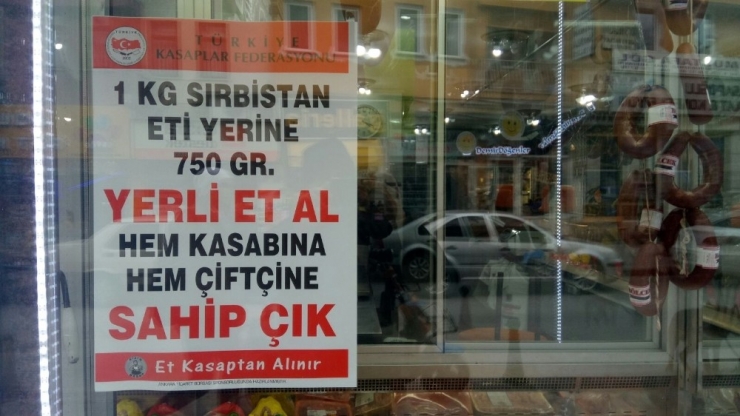 TÜRKİYE
KASAPLAR FEDERASYONU
1 KG SIRBİSTAN
ETİ YERİNE
750 GR.
YERLİ ET AL
HEM KASABINA
HEM ÇİFTÇİNE
SAHİP ÇIK
Et Kasaptan Alınır
DemirDöğenler